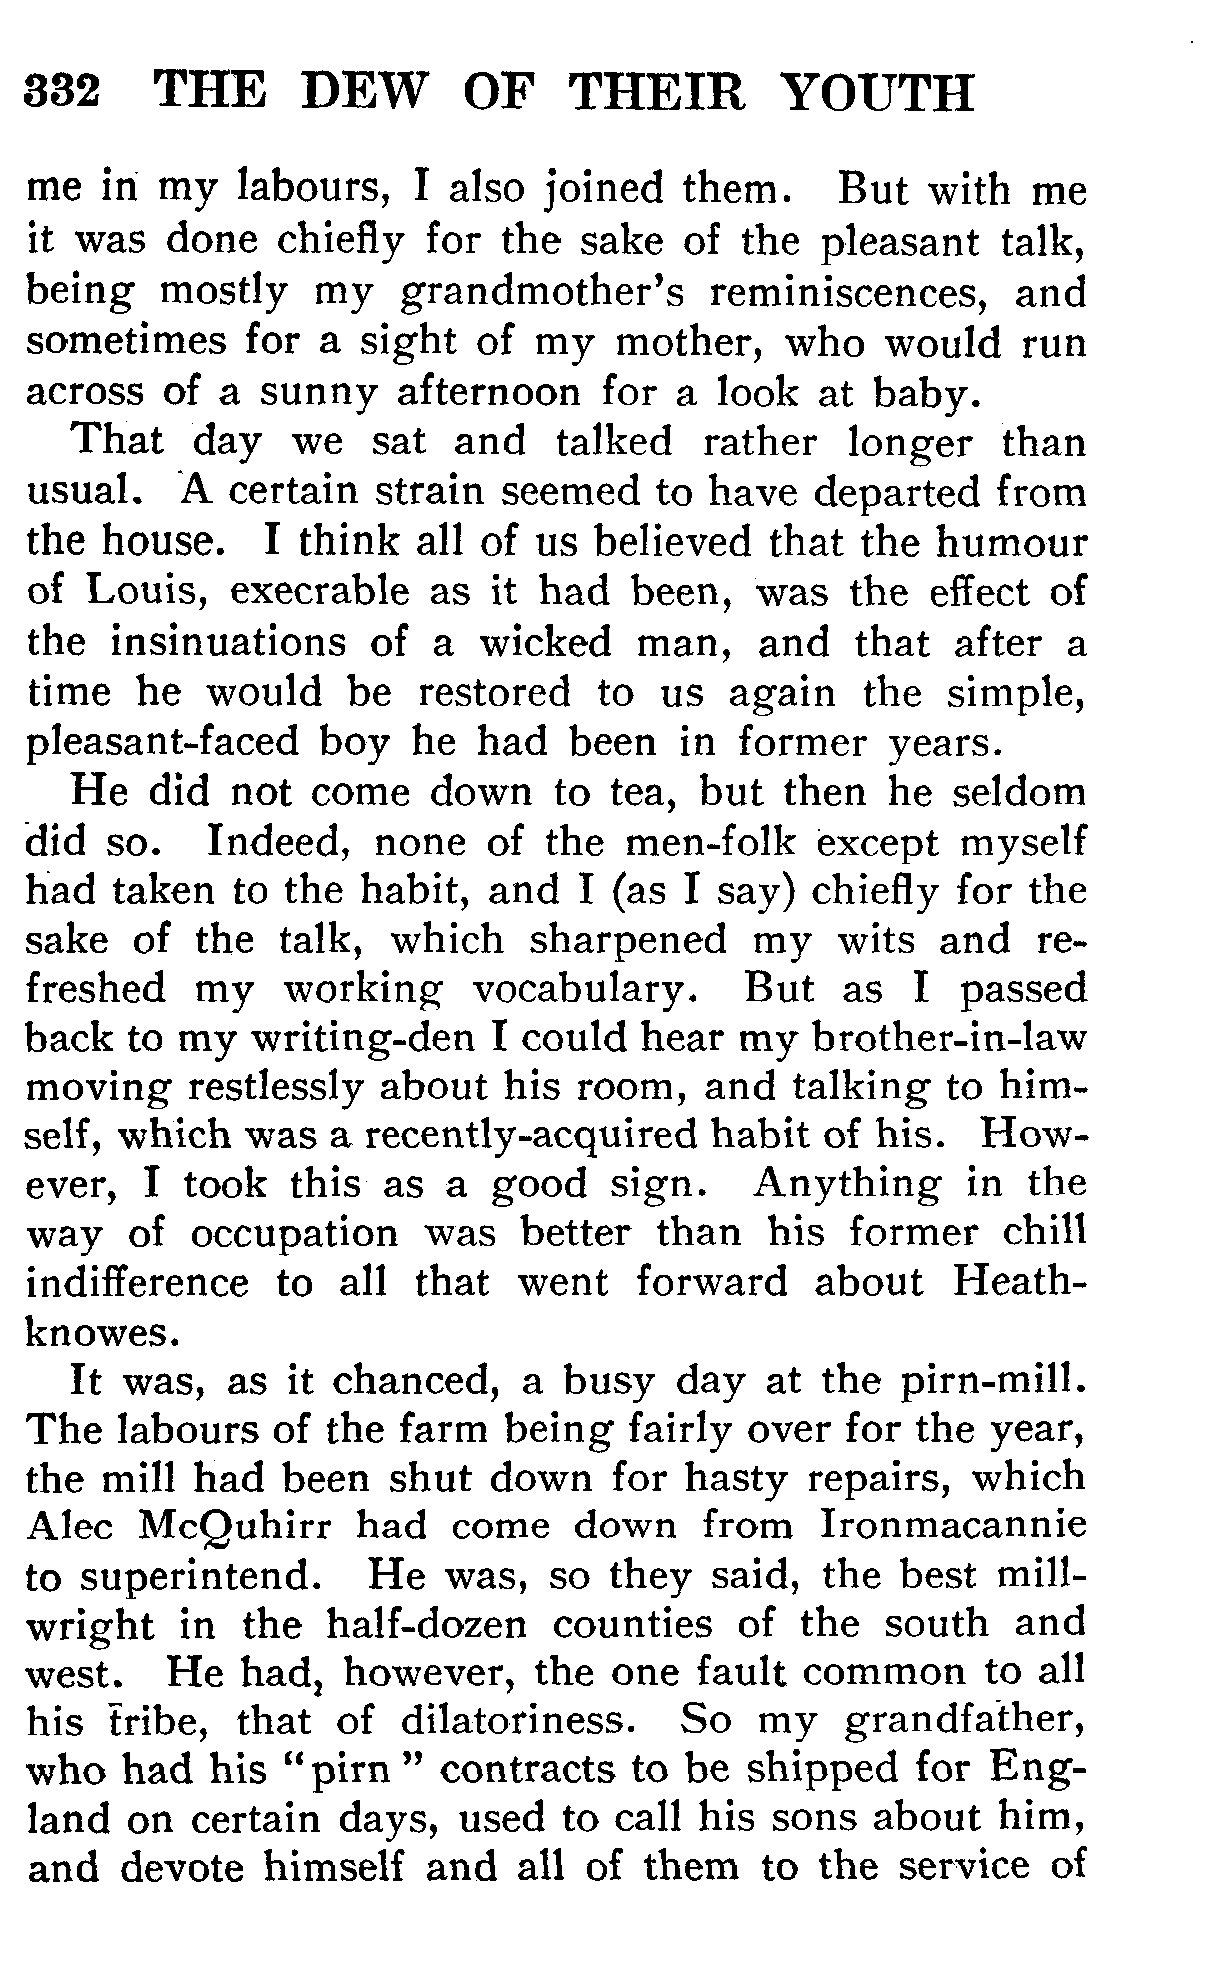 332 THE DEW OF THEIR YOUTH
me in my labours, I also joined them. But with me
it was done chiefly for the sake of the pleasant talk,
being mostly my grandmother's reminiscences, and
sometimes for a sight of my mother, who would run
across of a sunny afternoon for a look at baby.
That day we sat and talked rather longer than
usual. A certain strain seemed to have departed from
the house. I think all of us believed that the humour
of Louis, execrable as it had been, was the effect of
the insinuations of a wicked man, and that after a
time he would be restored to us again the simple,
pleasant-faced boy he had been in former years.
He did not come down to tea, but then he seldom
did so. Indeed, none of the men-folk except myself
had taken to the habit, and I (as I say) chiefly for the
sake of the talk, which sharpened my wits and re-
freshed my working vocabulary. But as I passed
back to my writing-den I could hear my brother-in-law
moving restlessly about his room, and talking to him-
self, which was a recently-acquired habit of his. How-
ever, I took this as a good sign. Anything in the
way of occupation was better than his former chill
indifference to all that went forward about Heath-
knowes.
It was, as it chanced, a busy day at the pirn-mill.
The labours of the farm being fairly over for the year,
the mill had been shut down for hasty repairs, which
Alec McQuhirr had come down from Ironmacannie
to superintend. He was, so they said, the best mill-
wright in the half-dozen counties of the south and
west. He had, however, the one fault common to all
his tribe, that of dilatoriness. So my grandfather,
who had his "pirn" contracts to be shipped for Eng-
land on certain days, used to call his sons about him,
and devote himself and all of them to the service of